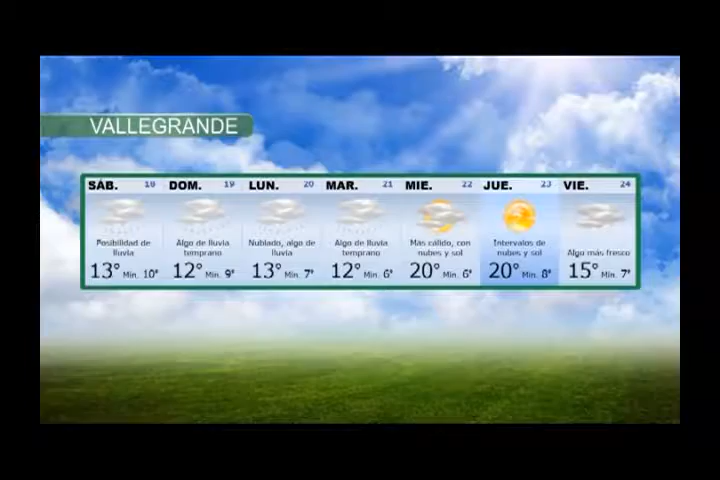 VALLEGRANDE
SÁB. 18 DOM. 19 LUN. 20 MAR. 21 MIE. 22 JUE. 23 VIE. 24
Posibilidad de lluvia
13° Min. 10°
Algo de lluvia temprano
12° Min. 9°
Nublado, algo de lluvia
13° Min. 7°
Algo de lluvia temprano
12° Min. 6°
Más cálido, con nubes y sol
20° Min. 6°
Intervalos de nubes y sol
20° Min. 8°
Algo más fresco
15° Min. 7°